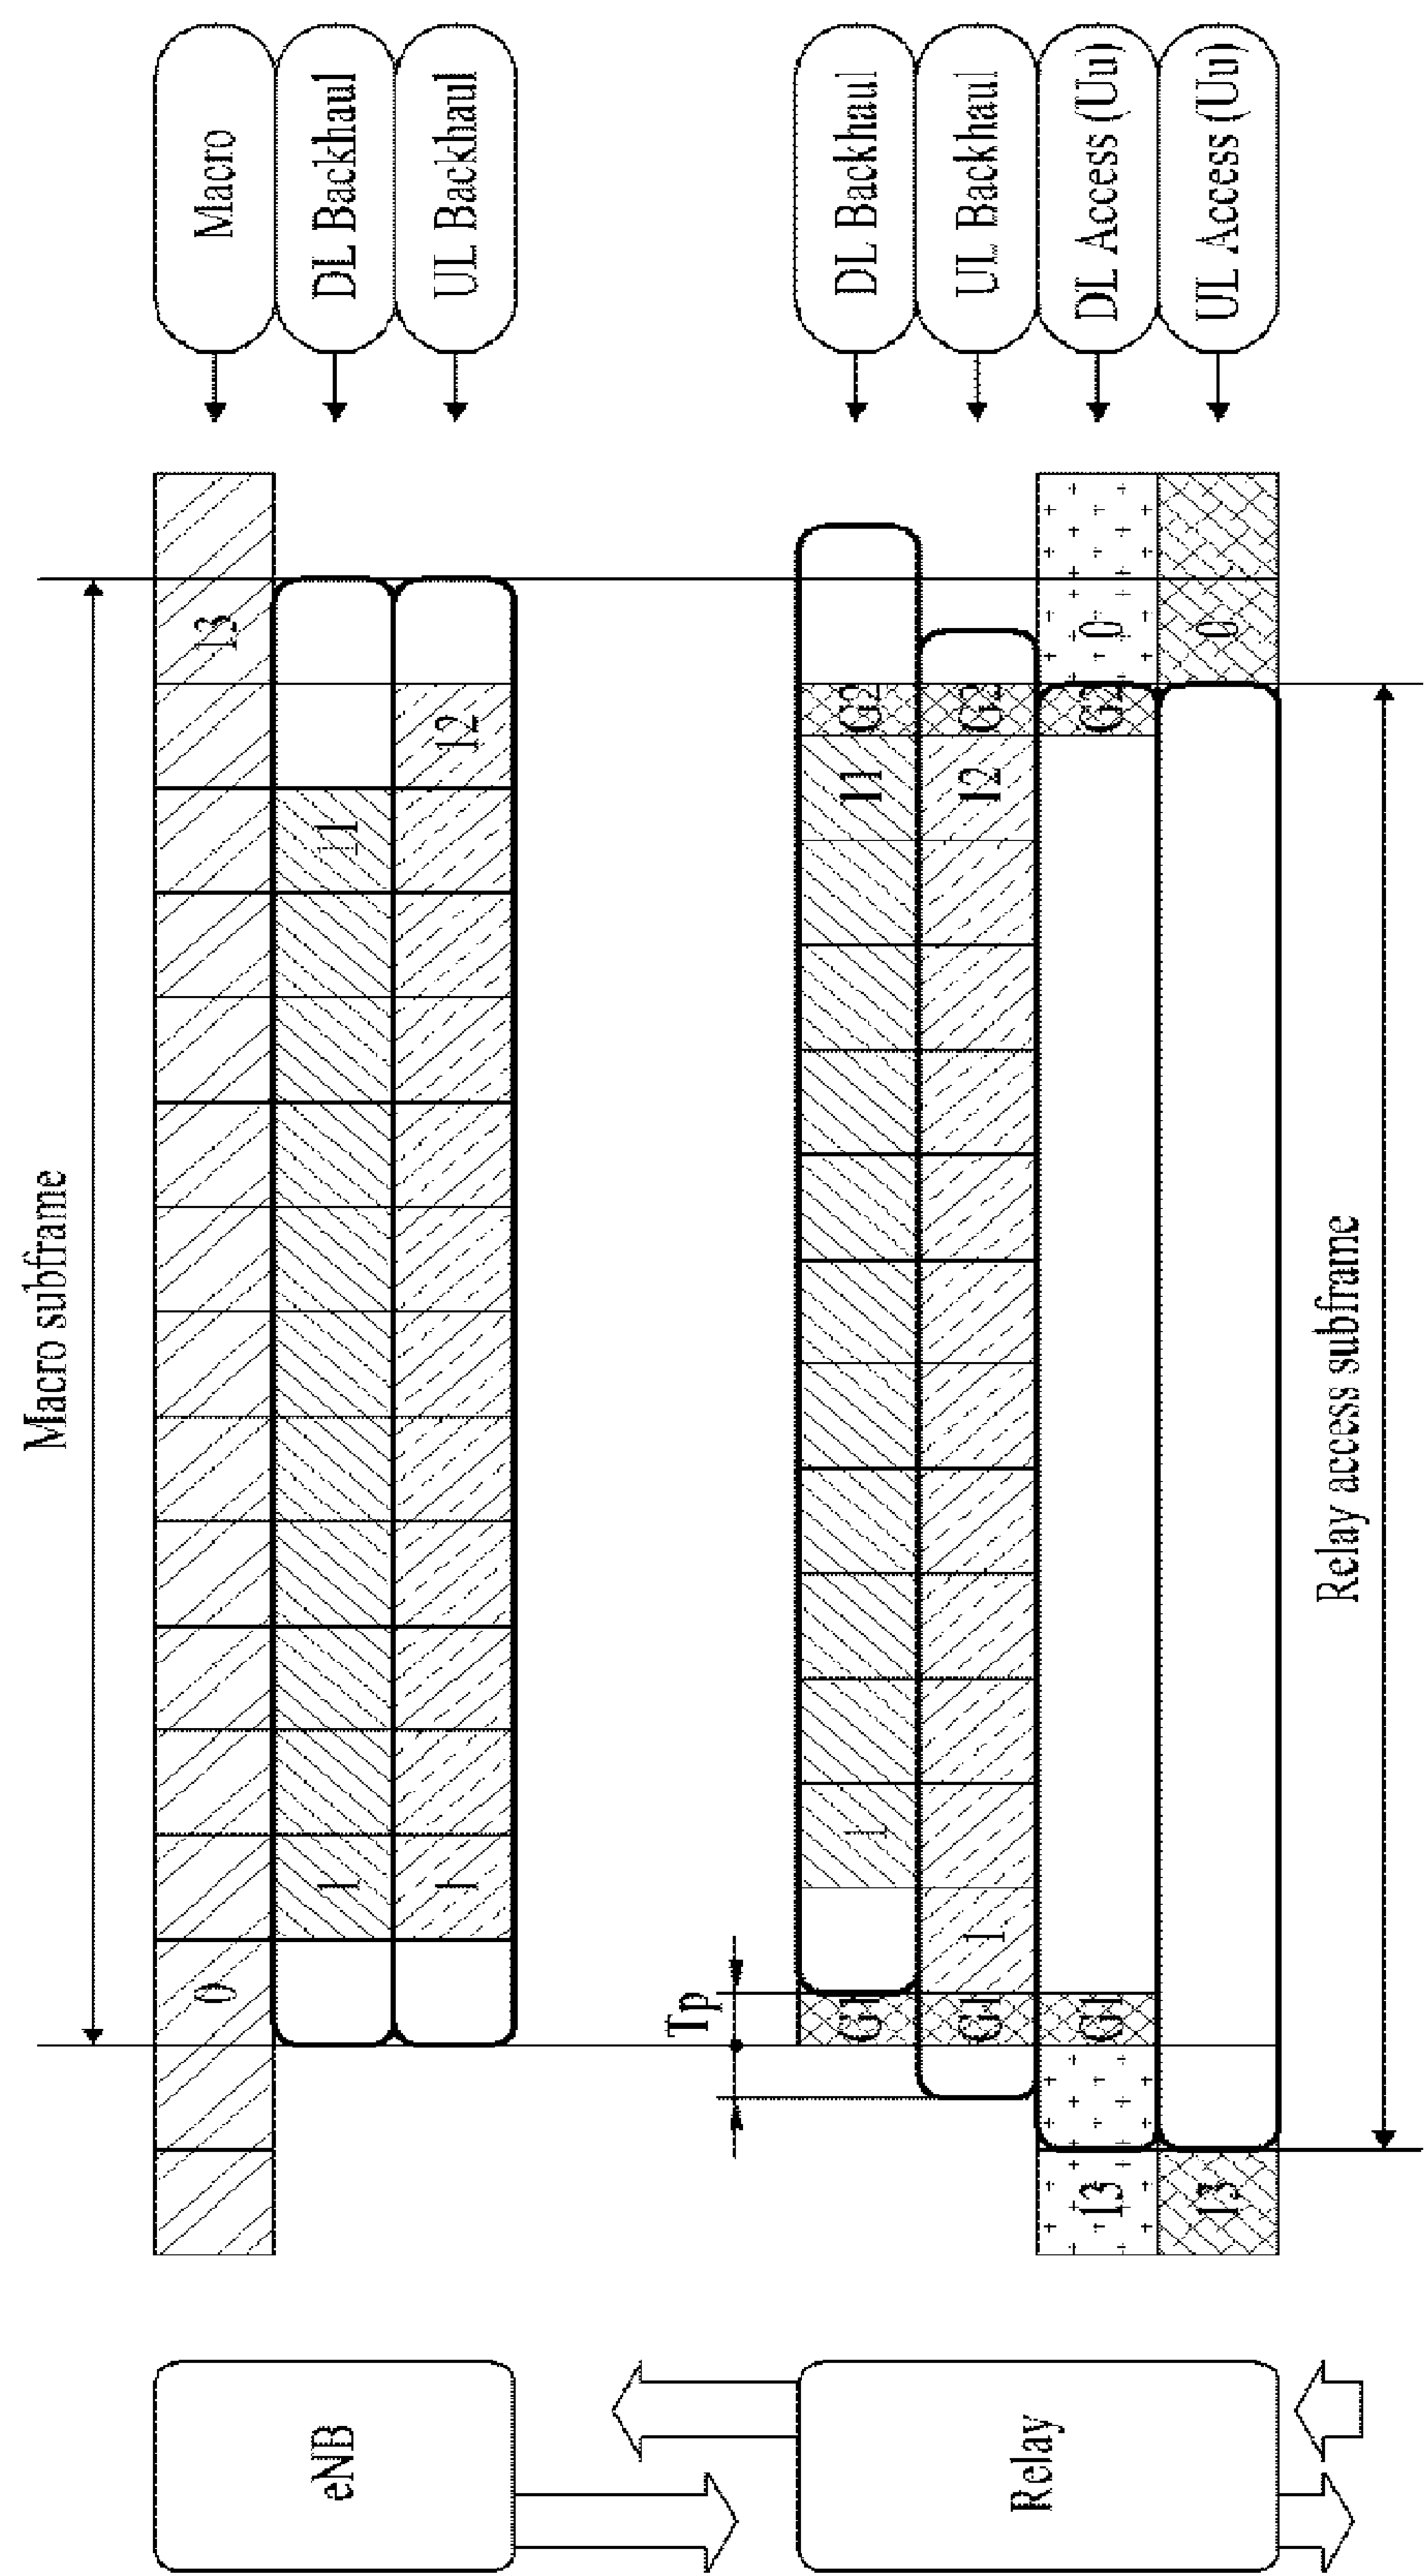 Macro subframe
0 13 Macro
eNB 1 11 DL Backhaul
1 12 UL Backhaul
Tp
G1 1 11 G2 DL Backhaul
G1 1 12 G2 UL Backhaul
Relay
13 G1 G2 0 DL Access (Uu)
13 0 UL Access (Uu)
Relay access subframe